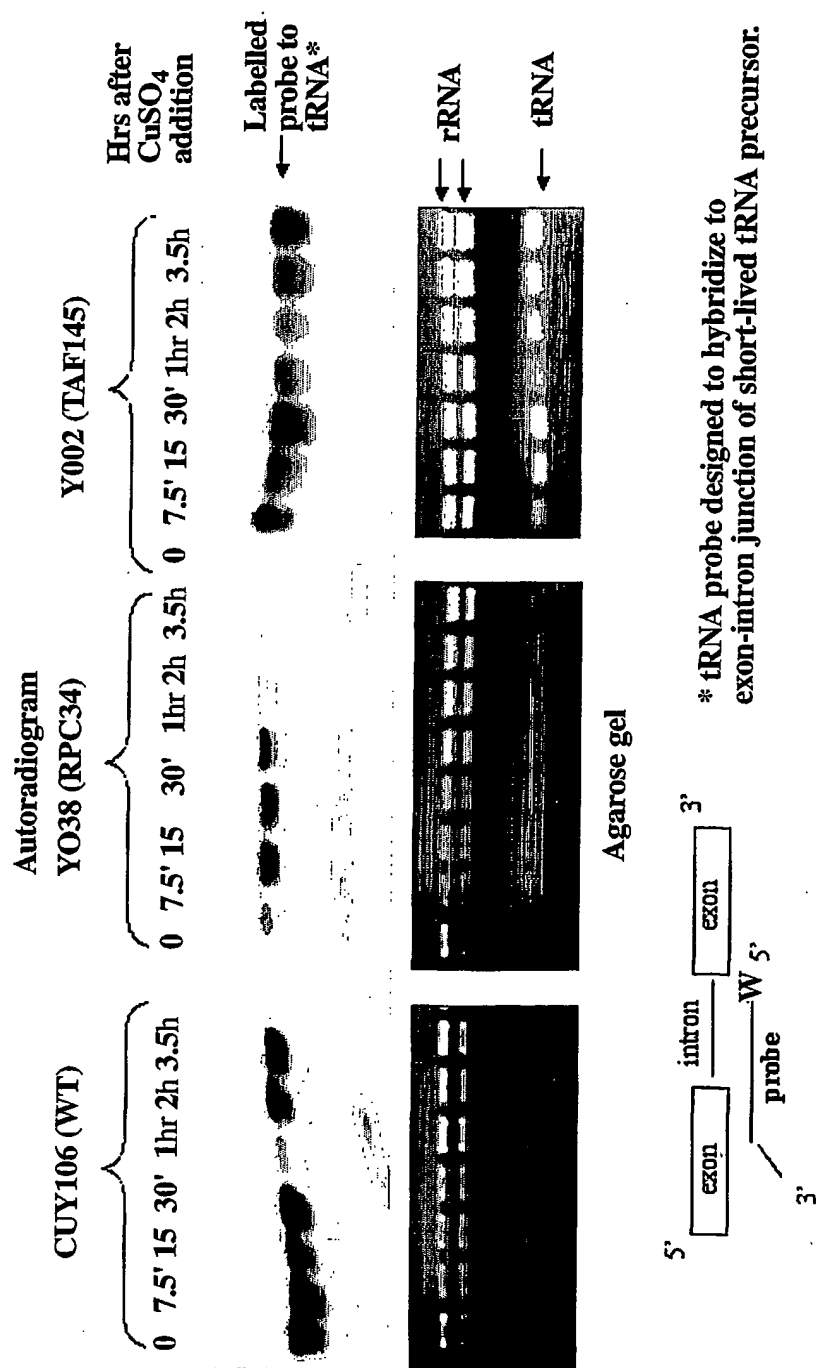 Autoradiogram
CUY106 (WT)
YO38 (RPC34)
Y002 (TAF145)
Hrs after
CuSO4
addition
0 7.5' 15 30' 1hr 2h 3.5h
0 7.5' 15 30' 1hr 2h 3.5h
0 7.5' 15 30' 1hr 2h 3.5h
Labelled
probe to
tRNA*
rRNA
tRNA
Agarose gel
5'
exon
intron
exon
3'
W 5'
probe
3'
* tRNA probe designed to hybridize to
exon-intron junction of short-lived tRNA precursor.